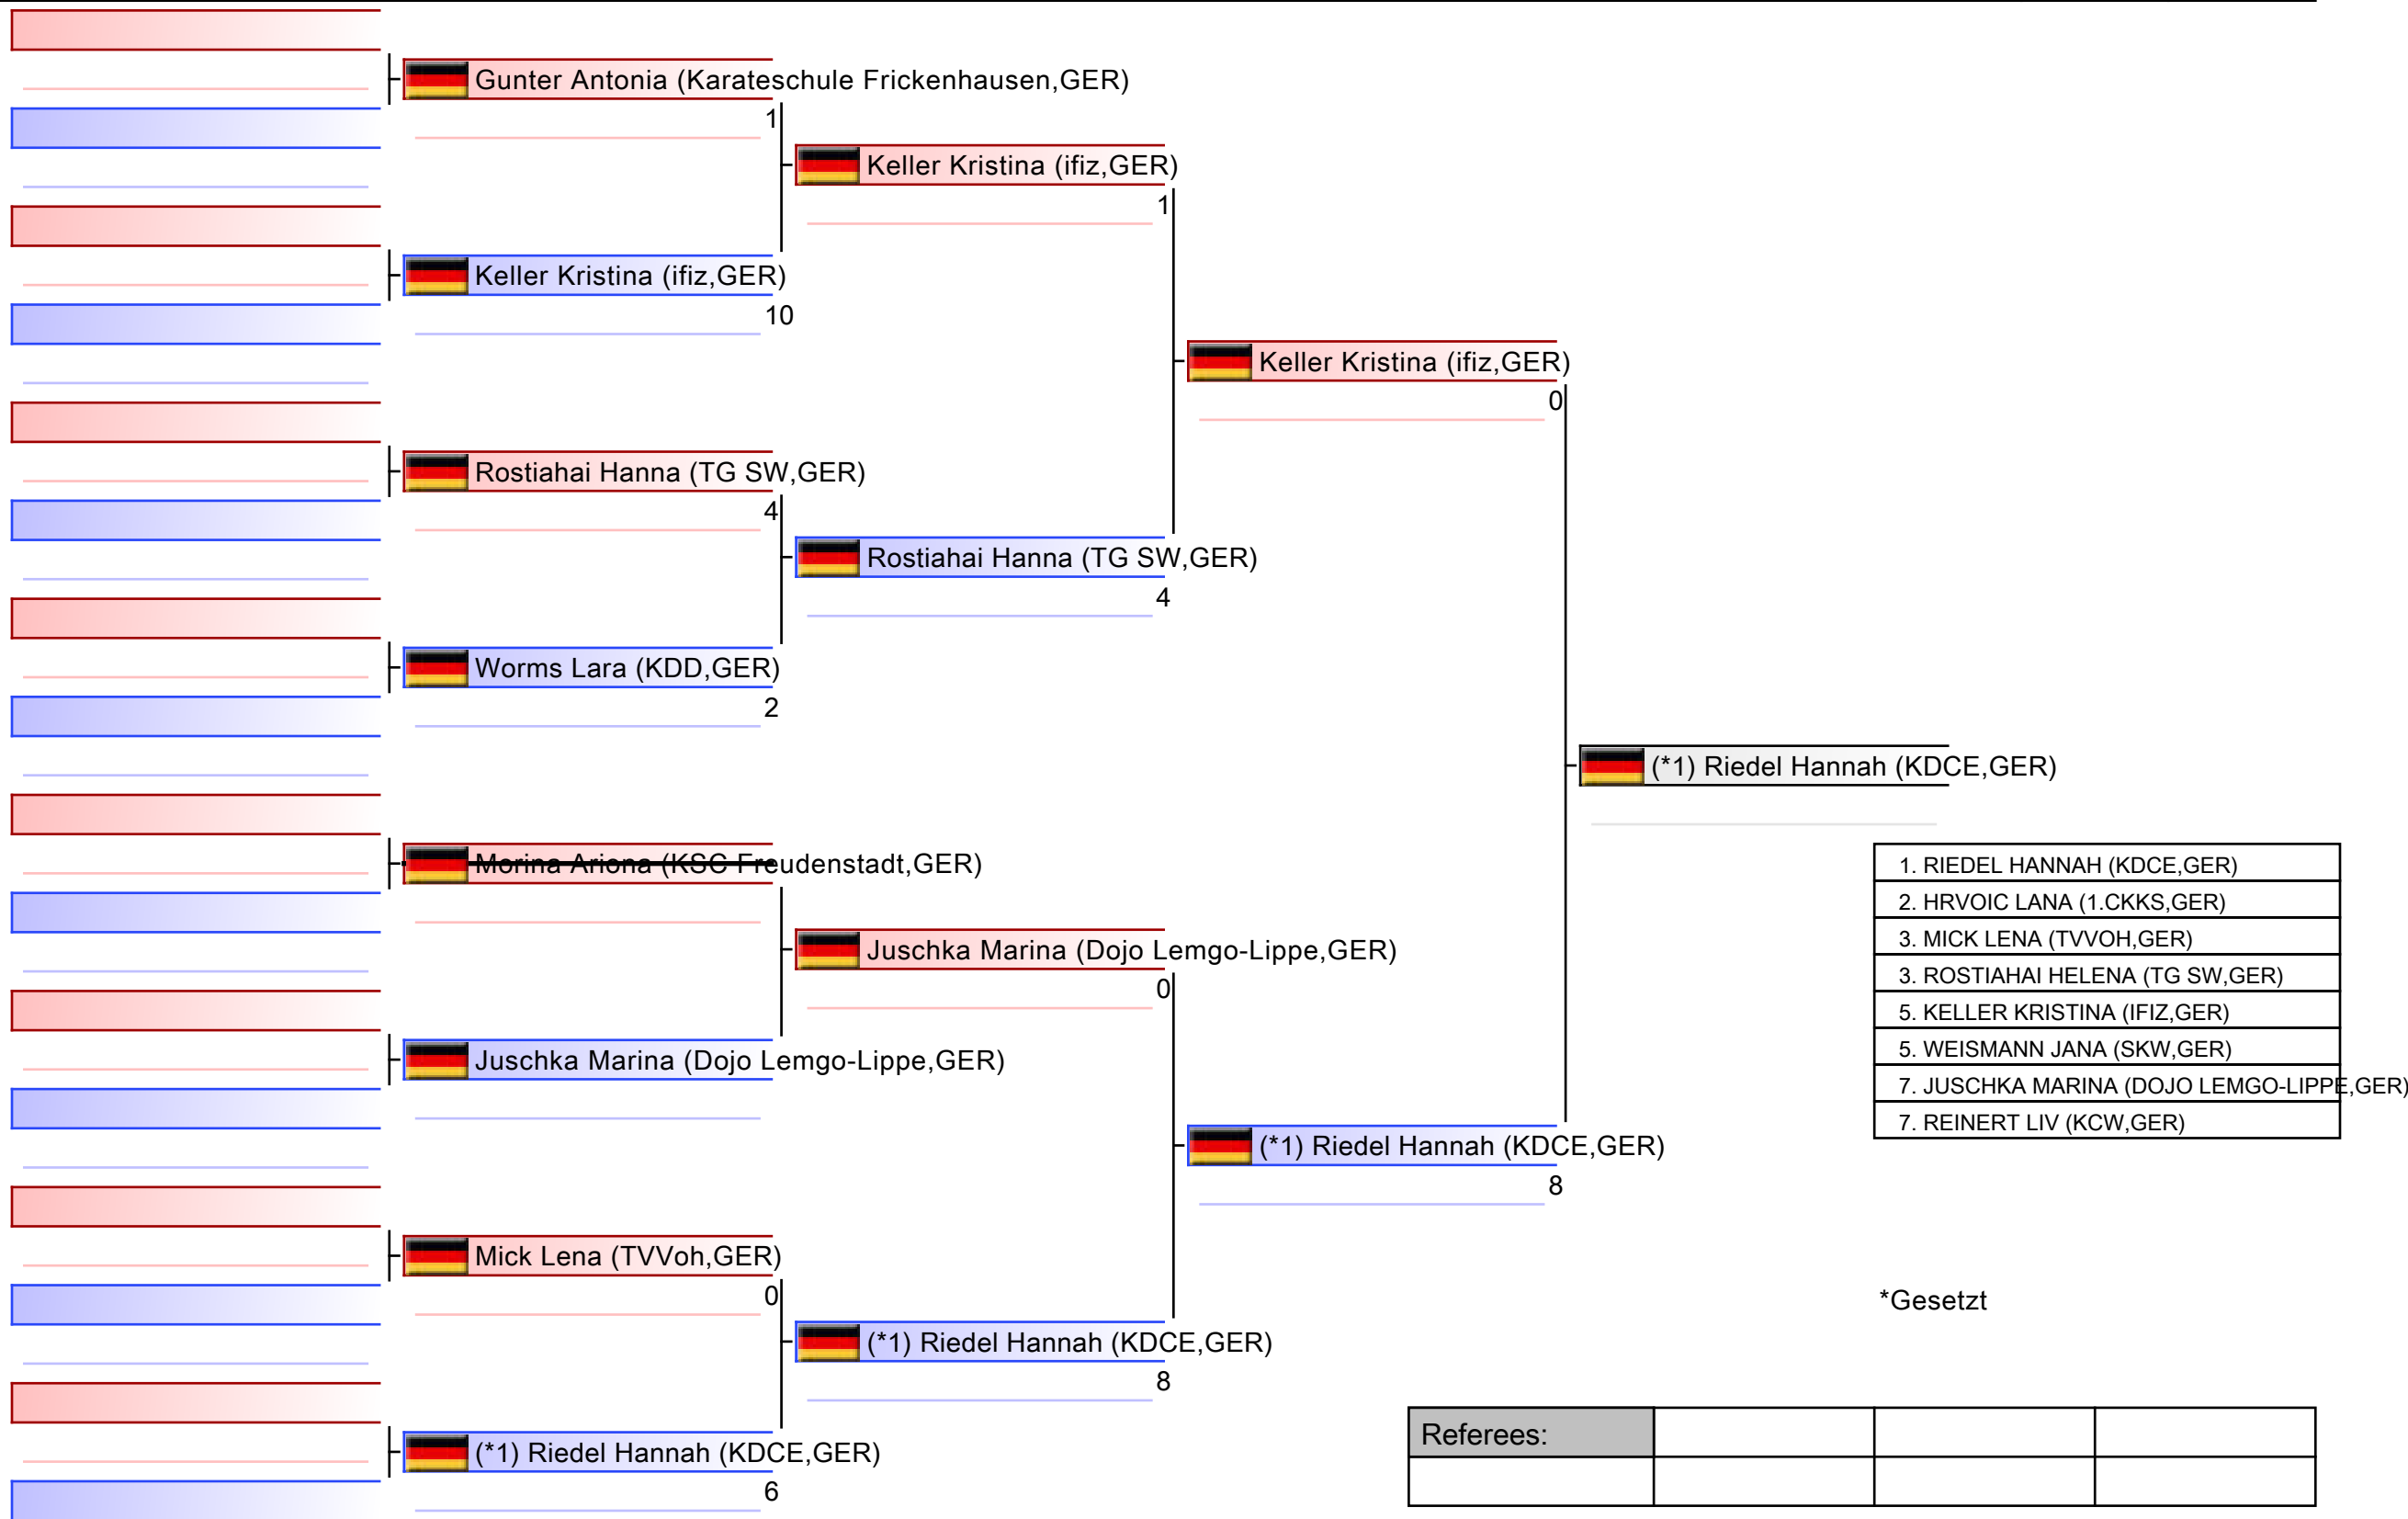 Gunter Antonia (Karateschule Frickenhausen,GER)
1
Keller Kristina (ifiz,GER)
1
Keller Kristina (ifiz,GER)
10
Keller Kristina (ifiz,GER)
0
Rostiahai Hanna (TG SW,GER)
4
Rostiahai Hanna (TG SW,GER)
4
Worms Lara (KDD,GER)
2
(*1) Riedel Hannah (KDCE,GER)
Morina Ariona (KSC Freudenstadt,GER)
1. RIEDEL HANNAH (KDCE,GER)
2. HRVOIC LANA (1.CKKS,GER)
3. MICK LENA (TVVOH,GER)
3. ROSTIAHAI HELENA (TG SW,GER)
5. KELLER KRISTINA (IFIZ,GER)
5. WEISMANN JANA (SKW,GER)
7. JUSCHKA MARINA (DOJO LEMGO-LIPPE,GER)
7. REINERT LIV (KCW,GER)
Juschka Marina (Dojo Lemgo-Lippe,GER)
0
Juschka Marina (Dojo Lemgo-Lippe,GER)
(*1) Riedel Hannah (KDCE,GER)
8
Mick Lena (TVVoh,GER)
0
*Gesetzt
(*1) Riedel Hannah (KDCE,GER)
8
(*1) Riedel Hannah (KDCE,GER)
6
Referees: